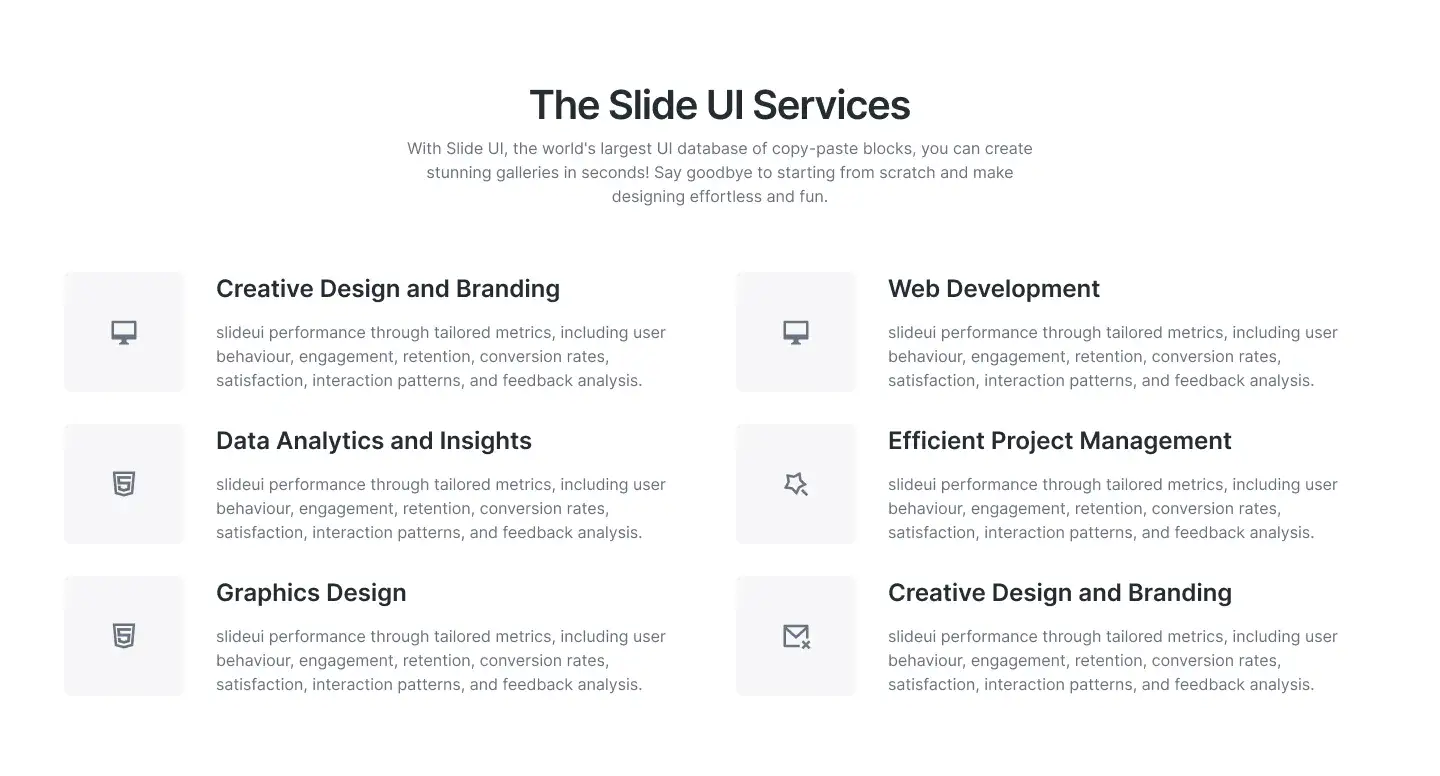 The Slide UI Services
With Slide UI, the world's largest UI database of copy-paste blocks, you can create
stunning galleries in seconds! Say goodbye to starting from scratch and make
designing effortless and fun.
Creative Design and Branding
slideui performance through tailored metrics, including user
behaviour, engagement, retention, conversion rates,
satisfaction, interaction patterns, and feedback analysis.
Web Development
slideui performance through tailored metrics, including user
behaviour, engagement, retention, conversion rates,
satisfaction, interaction patterns, and feedback analysis.
Data Analytics and Insights
slideui performance through tailored metrics, including user
behaviour, engagement, retention, conversion rates,
satisfaction, interaction patterns, and feedback analysis.
Efficient Project Management
slideui performance through tailored metrics, including user
behaviour, engagement, retention, conversion rates,
satisfaction, interaction patterns, and feedback analysis.
Graphics Design
slideui performance through tailored metrics, including user
behaviour, engagement, retention, conversion rates,
satisfaction, interaction patterns, and feedback analysis.
Creative Design and Branding
slideui performance through tailored metrics, including user
behaviour, engagement, retention, conversion rates,
satisfaction, interaction patterns, and feedback analysis.